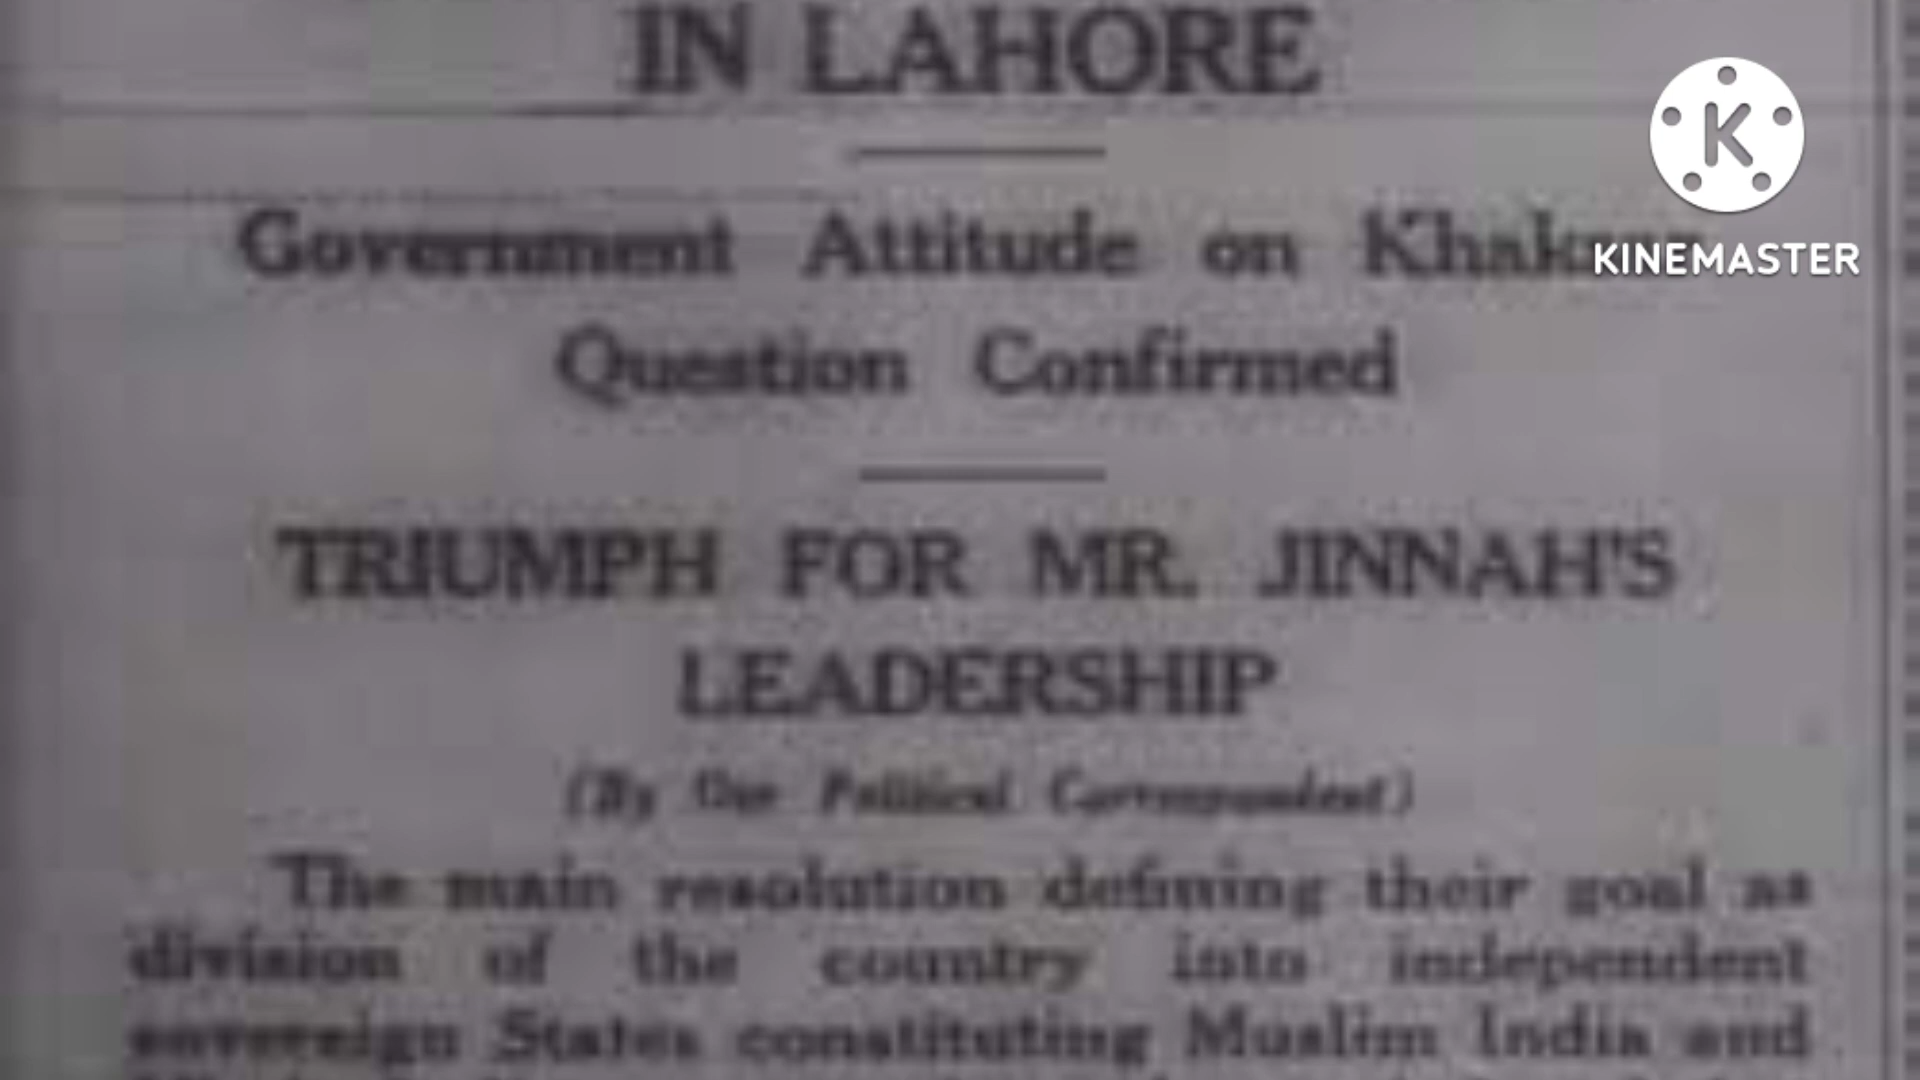 IN LAHORE
Government Attitude on
KINEMASTER
Question Confirmed
TRIUMPH FOR MR. JINNAH'S
LEADERSHIP
(By Our Political Correspondent)
The main resolution defining their goal as
division of the country into independent
sovereign States constituting Muslim India and